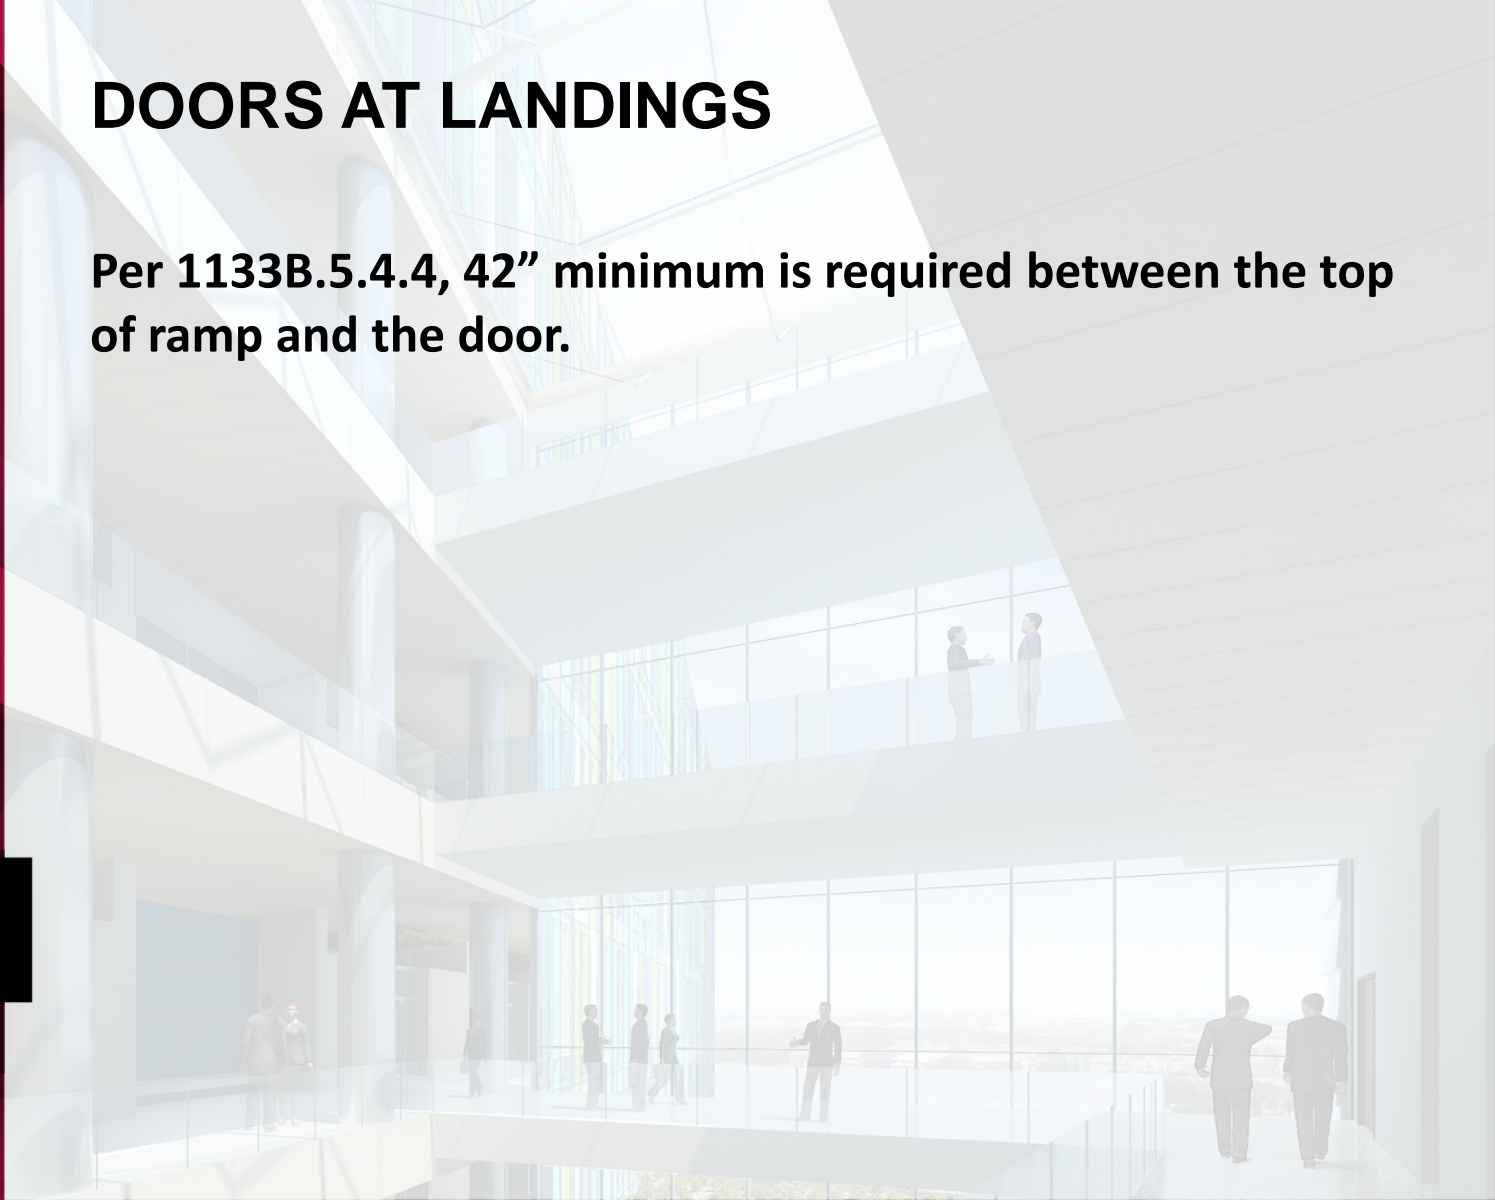 DOORS AT LANDINGS
Per 1133B.5.4.4, 42” minimum is required between the top
of ramp and the door.